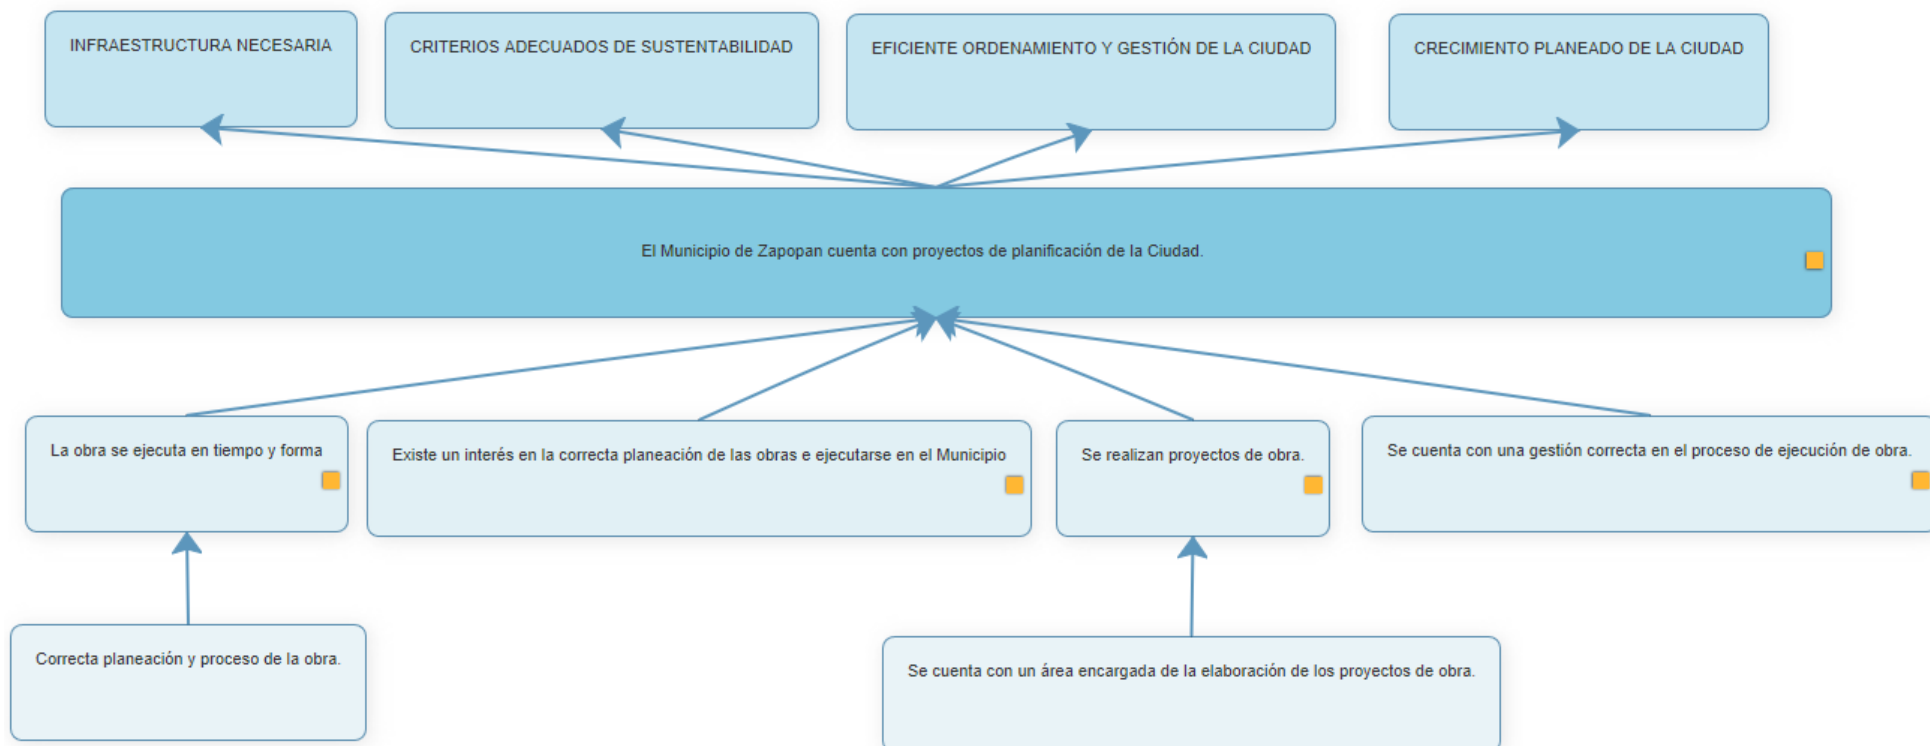 INFRAESTRUCTURA NECESARIA
CRITERIOS ADECUADOS DE SUSTENTABILIDAD
EFICIENTE ORDENAMIENTO Y GESTIÓN DE LA CIUDAD
CRECIMIENTO PLANEADO DE LA CIUDAD
El Municipio de Zapopan cuenta con proyectos de planificación de la Ciudad.
La obra se ejecuta en tiempo y forma
Existe un interés en la correcta planeación de las obras e ejecutarse en el Municipio
Se realizan proyectos de obra.
Se cuenta con una gestión correcta en el proceso de ejecución de obra.
Correcta planeación y proceso de la obra.
Se cuenta con un área encargada de la elaboración de los proyectos de obra.